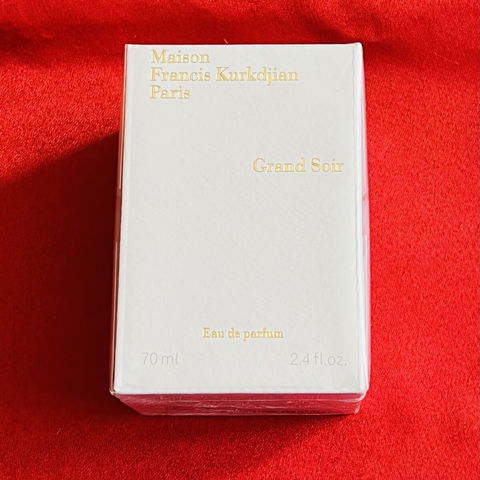 Maison
Francis Kurkdjian
Paris
Grand Soir
Eau de parfum
70 ml 2.4 fl.oz.